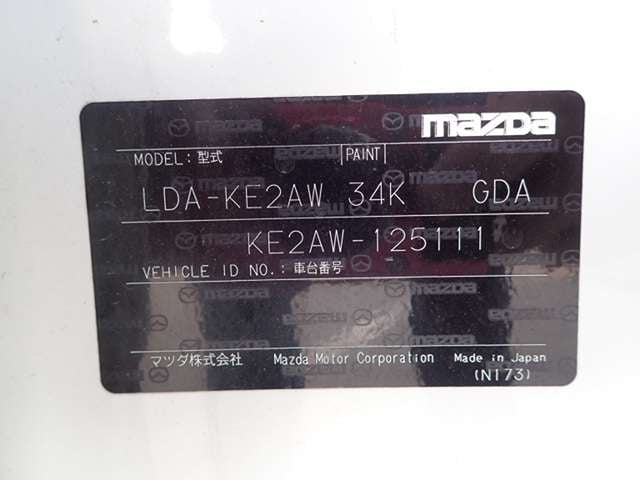 mazda
MODEL:型式 PAINT
LDA-KE2AW 34K GDA
KE2AW-125111
VEHICLE ID NO.:車台番号
マツダ株式会社 Mazda Motor Corporation Made in Japan
(N173)